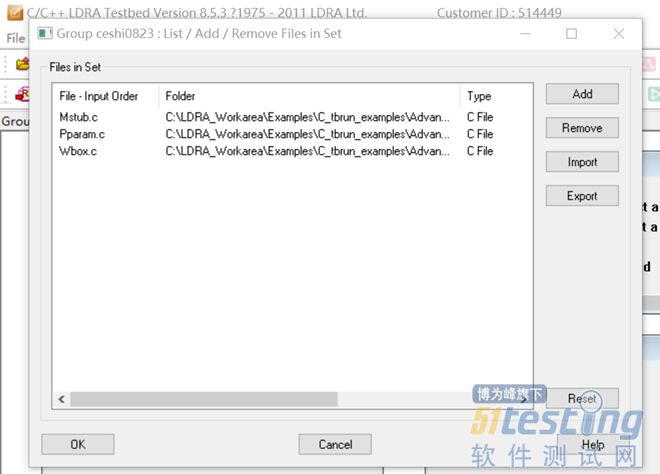 C/C++ LDRA Testbed Version 8.5.3 ?1975 - 2011 LDRA Ltd. Customer ID : 514449
Group ceshi0823 : List / Add / Remove Files in Set
File
Files in Set
File - Input Order Folder Type
Mstub.c C:\LDRA_Workarea\Examples\C_tbrun_examples\Advan... C File
Pparam.c C:\LDRA_Workarea\Examples\C_tbrun_examples\Advan... C File
Wbox.c C:\LDRA_Workarea\Examples\C_tbrun_examples\Advan... C File
Add
Remove
Import
Export
Grou
t a
t a
d
博为峰旗下
Reset
51testing
软件测试网
OK Cancel Help